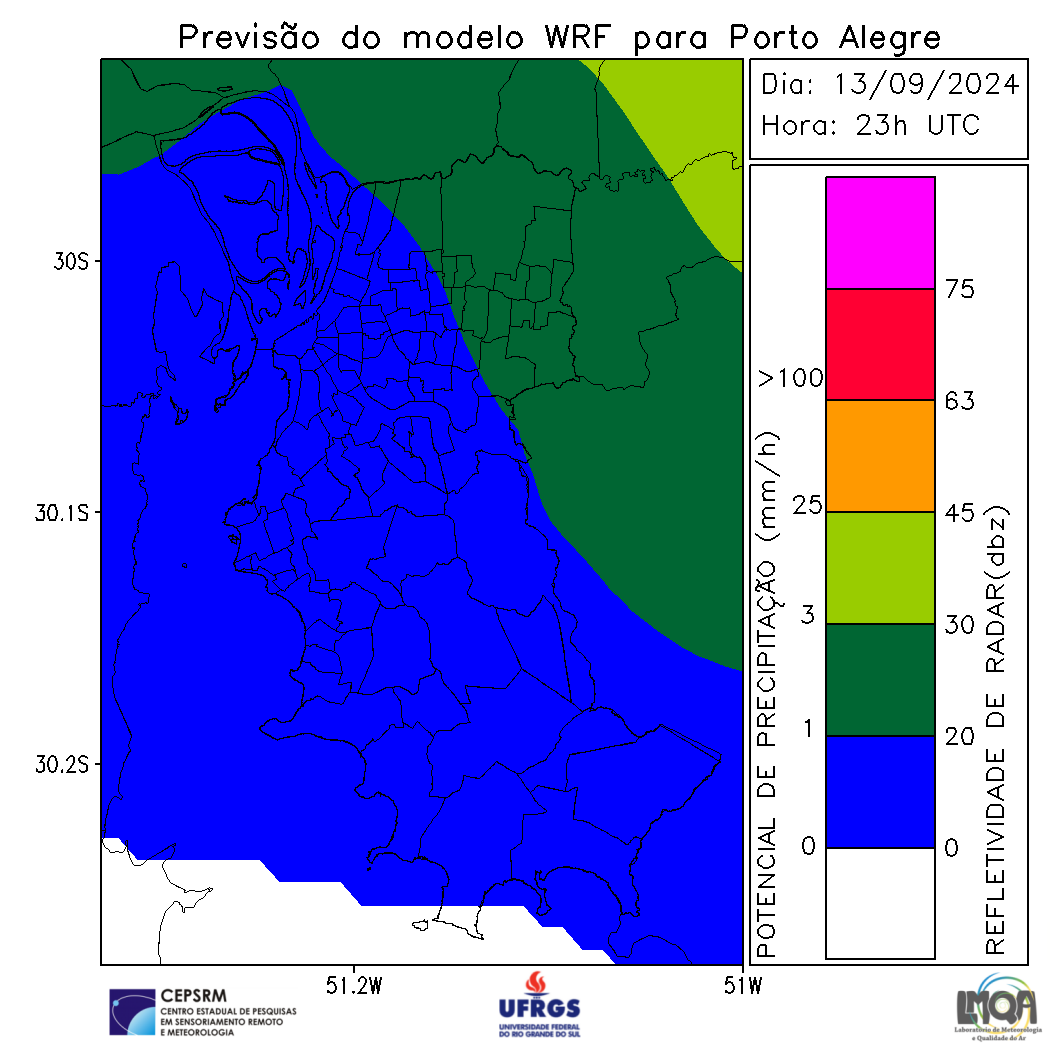 Previsão do modelo WRF para Porto Alegre
Dia: 13/09/2024
Hora: 23h UTC
30S
30.1S
30.2S
51.2W
51W
POTENCIAL DE PRECIPITAÇÃO (mm/h)
>100
25
3
1
0
75
63
45
30
20
0
REFLETIVIDADE DE RADAR(dbz)
CEPSRM
CENTRO ESTADUAL DE PESQUISAS
EM SENSORIAMENTO REMOTO
E METEOROLOGIA
UFRGS
UNIVERSIDADE FEDERAL
DO RIO GRANDE DO SUL
LMQA
Laboratório de Meteorologia
e Qualidade do Ar